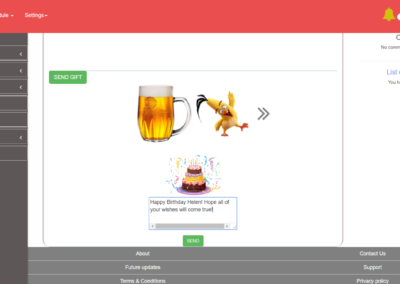 Settings
C
No comm
List
You h
SEND GIFT
Happy Birthday Helen! Hope all of
your wishes will come true!
SEND
About
Contact Us
Future updates
Support
Terms & Conditions
Privacy policy